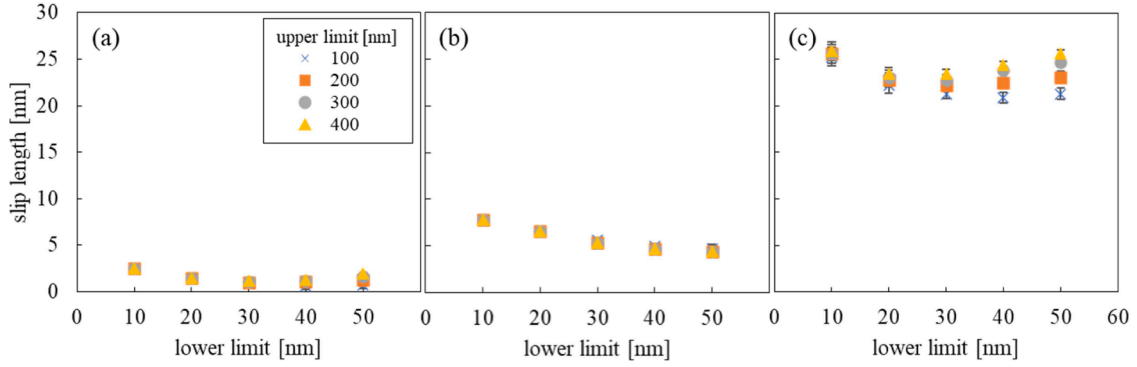 30
25
20
15
10
5
0
slip length [nm]
(a)
upper limit [nm]
100
200
300
400
(b)
(c)
0 10 20 30 40 50
0 10 20 30 40 50
0 10 20 30 40 50 60
lower limit [nm]
lower limit [nm]
lower limit [nm]